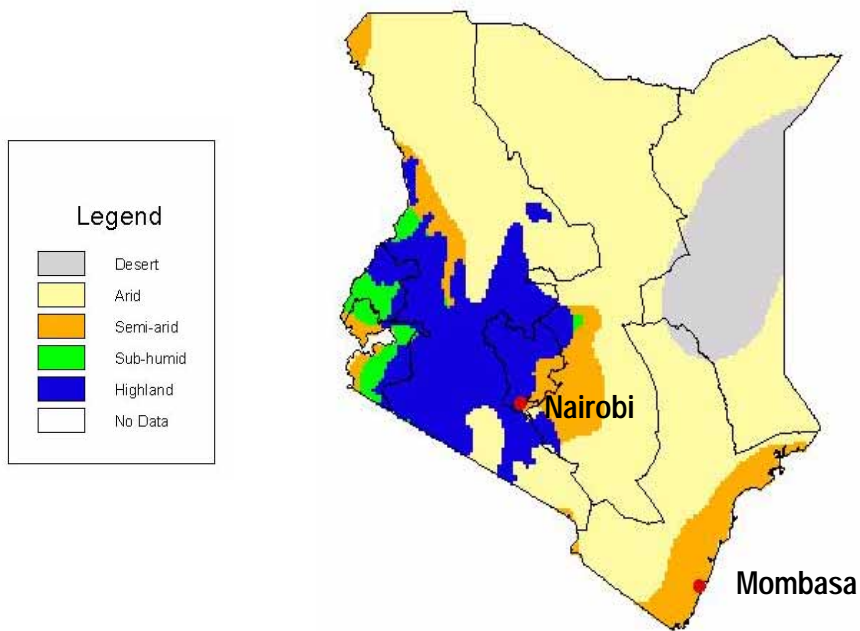 Legend
Desert
Arid
Semi-arid
Sub-humid
Highland
No Data
Nairobi
Mombasa